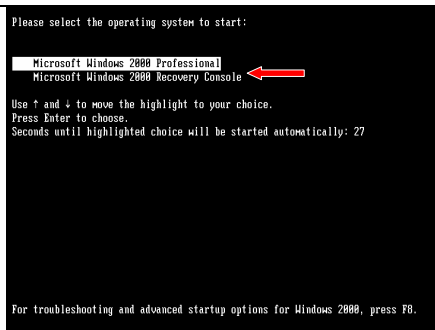 Please select the operating system to start:
Microsoft Windows 2000 Professional
Microsoft Windows 2000 Recovery Console
Use ↑ and ↓ to move the highlight to your choice.
Press Enter to choose.
Seconds until highlighted choice will be started automatically: 27
For troubleshooting and advanced startup options for Windows 2000, press F8.